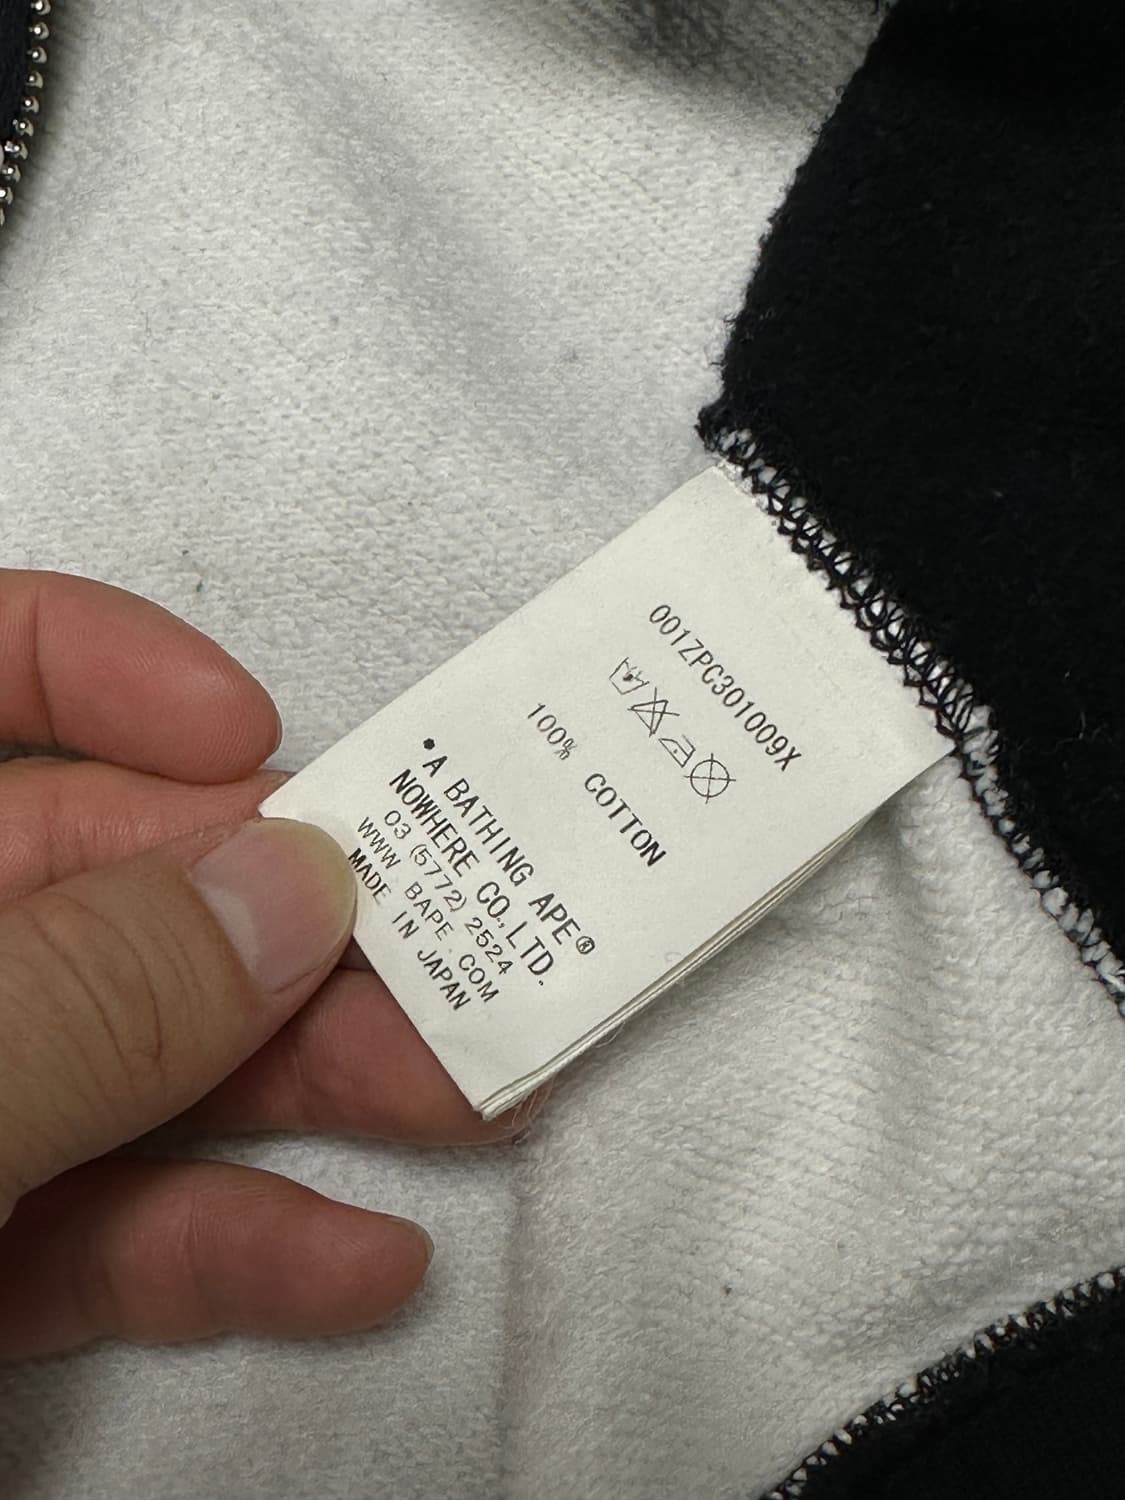 001ZPC301009X
100% COTTON
•A BATHING APE®
NOWHERE CO., LTD.
03 (5772) 2524
WWW.BAPE.COM
MADE IN JAPAN